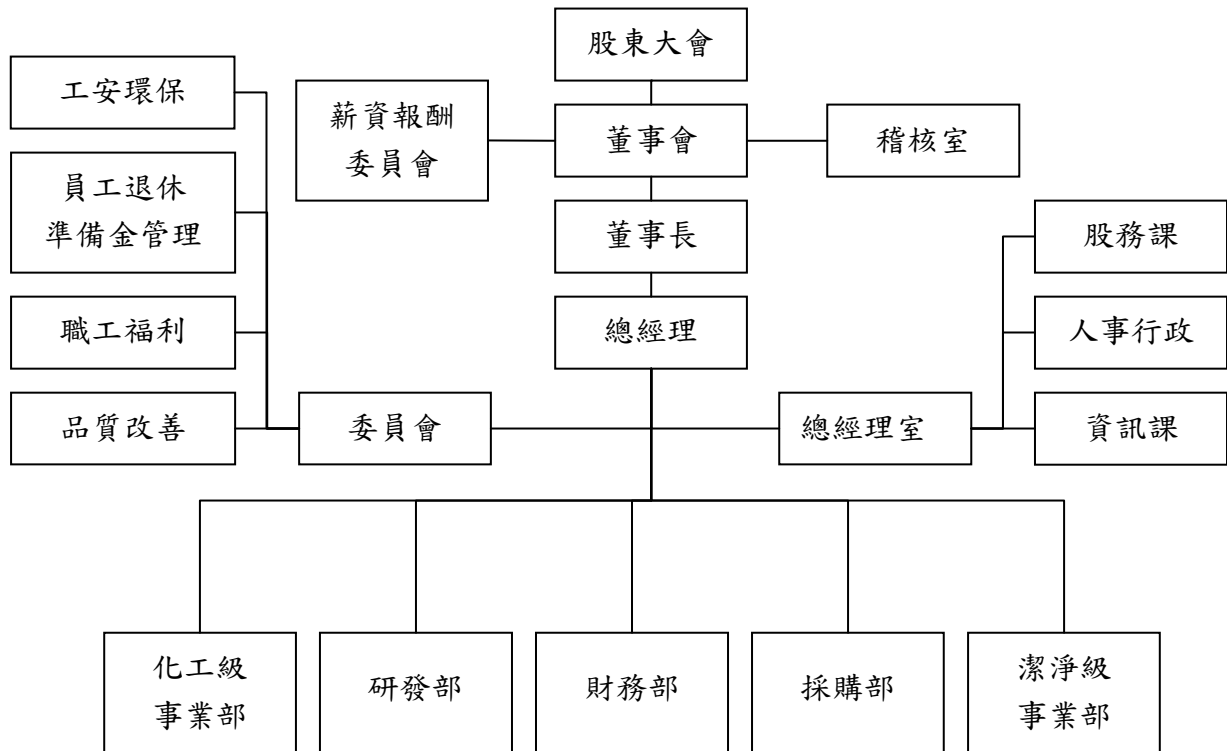 股東大會
工安環保
薪資報酬
委員會
董事會
稽核室
員工退休
準備金管理
董事長
股務課
職工福利
總經理
人事行政
品質改善
委員會
總經理室
資訊課
化工級
事業部
研發部
財務部
採購部
潔淨級
事業部